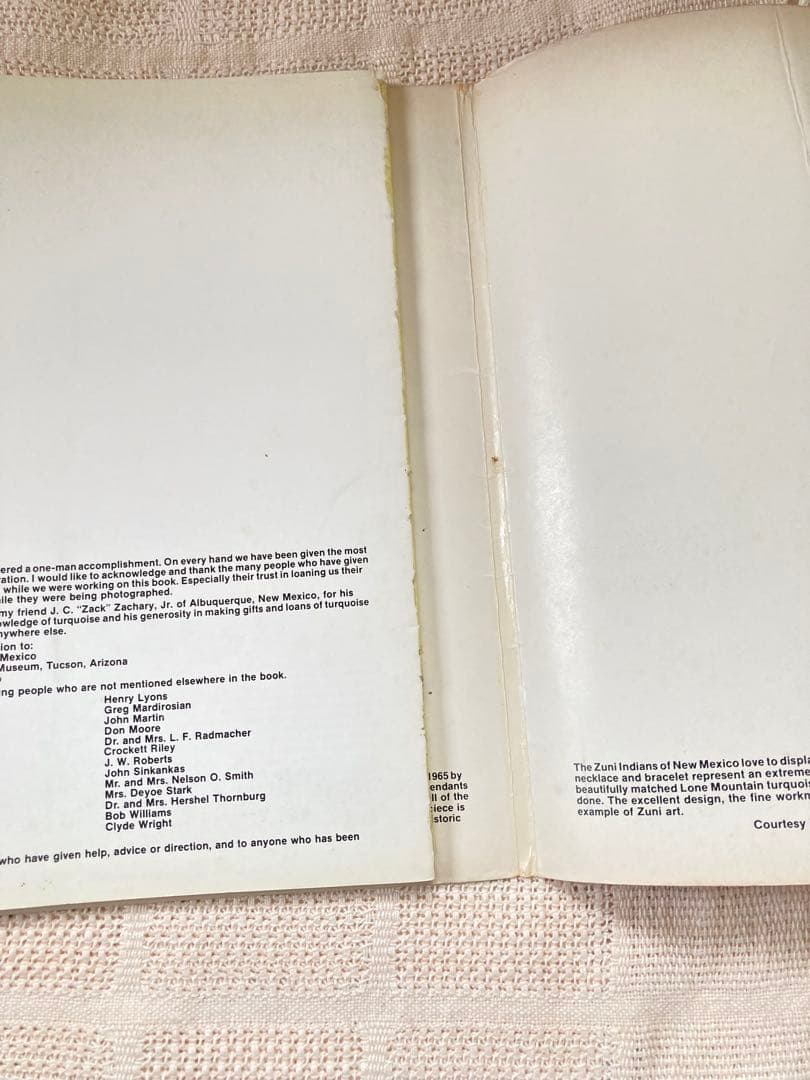 ered a one-man accomplishment. On every hand we have been given the most
ation. I would like to acknowledge and thank the many people who have given
while we were working on this book. Especially their trust in loaning us their
ile they were being photographed.
my friend J. C. "Zack" Zachary, Jr. of Albuquerque, New Mexico, for his
wledge of turquoise and his generosity in making gifts and loans of turquoise
nywhere else.
ion to:
Mexico
Museum, Tucson, Arizona
ng people who are not mentioned elsewhere in the book.
Henry Lyons
Greg Mardirosian
John Martin
Don Moore
Dr. and Mrs. L. F. Radmacher
Crockett Riley
J. W. Roberts
John Sinkankas
Mr. and Mrs. Nelson O. Smith
Mrs. Deyoe Stark
Dr. and Mrs. Hershel Thornburg
Bob Williams
Clyde Wright
who have given help, advice or direction, and to anyone who has been
1965 by
endants
ll of the
iece is
storic
The Zuni Indians of New Mexico love to displa
necklace and bracelet represent an extreme
beautifully matched Lone Mountain turquois
done. The excellent design, the fine workn
example of Zuni art.
Courtesy